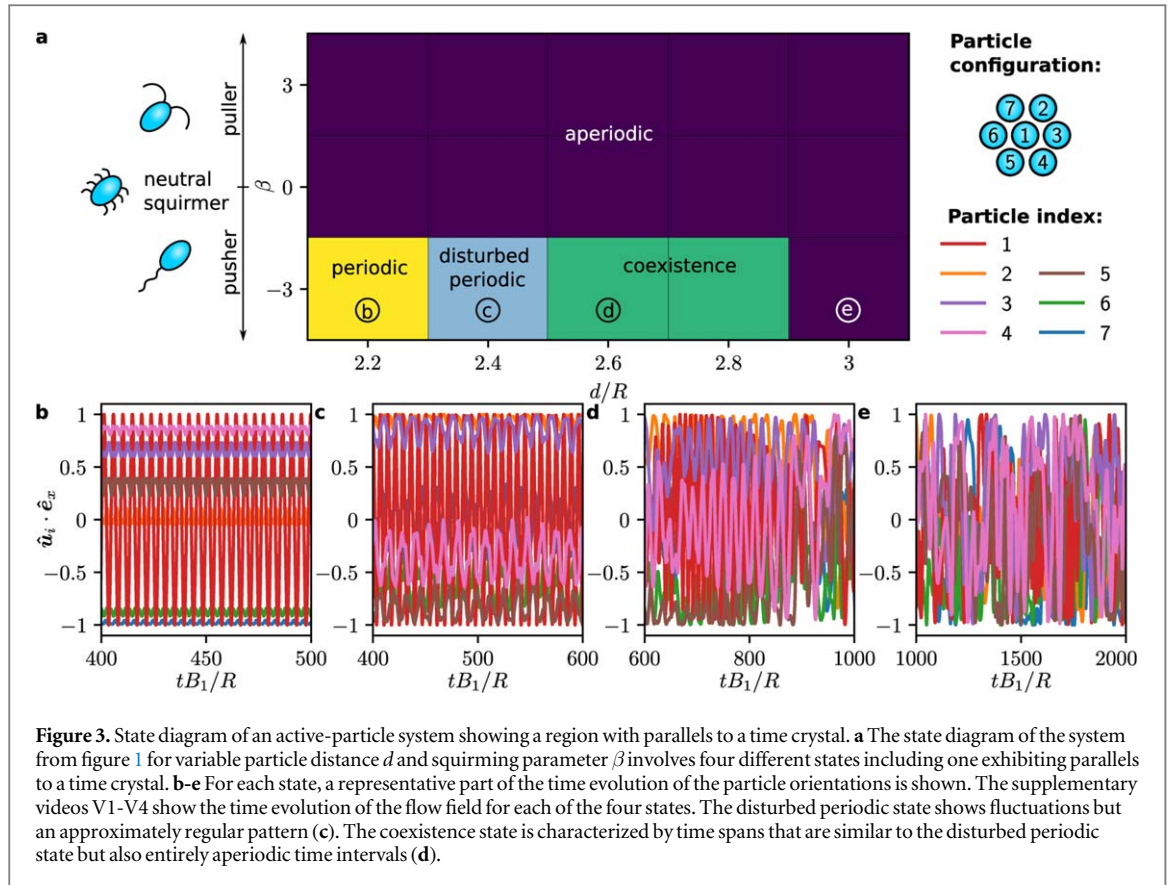 a
puller
neutral
squirmer
pusher
β
3
0
−3
aperiodic
periodic
disturbed
periodic
coexistence
b
c
d
e
2.2
2.4
2.6
2.8
3
d/R
Particle
configuration:
7 2
6 1 3
5 4
Particle index:
1
2 5
3 6
4 7
b
û_i · ê_x
1
0.5
0
−0.5
−1
400 450 500
tB₁/R
c
1
0.5
0
−0.5
−1
400 500 600
tB₁/R
d
1
0.5
0
−0.5
−1
600 800 1000
tB₁/R
e
1
0.5
0
−0.5
−1
1000 1500 2000
tB₁/R
Figure 3. State diagram of an active-particle system showing a region with parallels to a time crystal. a The state diagram of the system
from figure 1 for variable particle distance d and squirming parameter β involves four different states including one exhibiting parallels
to a time crystal. b-e For each state, a representative part of the time evolution of the particle orientations is shown. The supplementary
videos V1-V4 show the time evolution of the flow field for each of the four states. The disturbed periodic state shows fluctuations but
an approximately regular pattern (c). The coexistence state is characterized by time spans that are similar to the disturbed periodic
state but also entirely aperiodic time intervals (d).